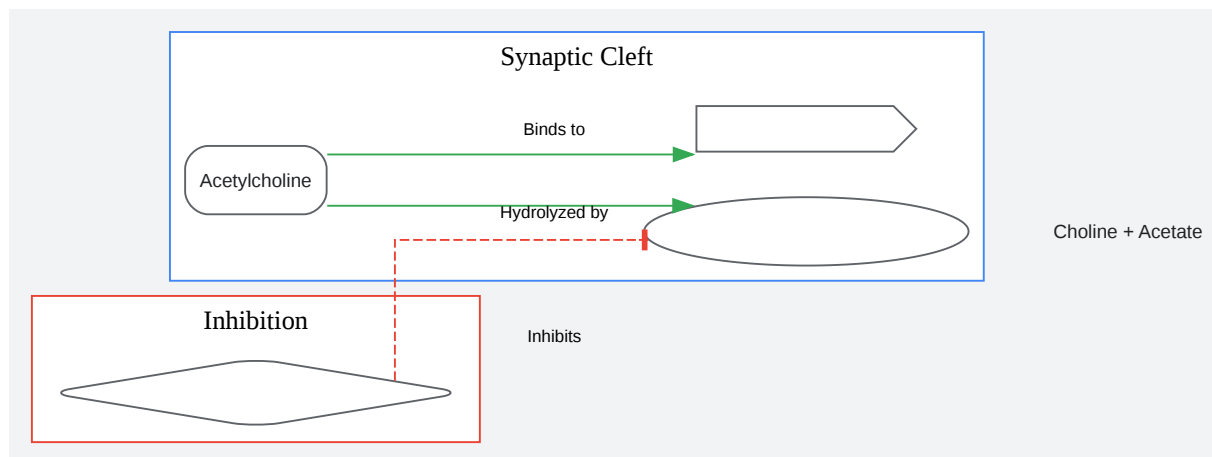 Synaptic Cleft
Binds to
Acetylcholine
Hydrolyzed by
Choline + Acetate
Inhibition
Inhibits